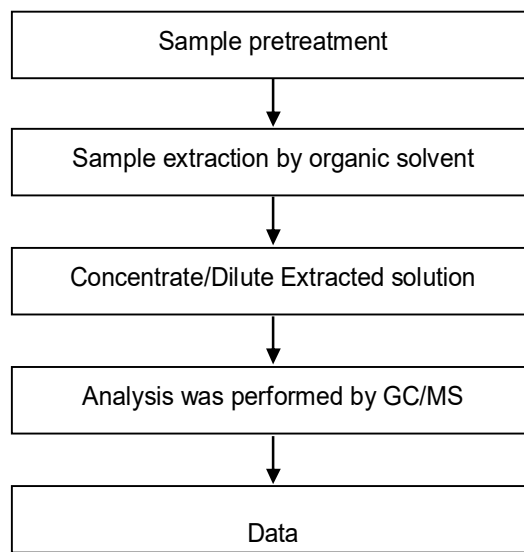 Sample pretreatment
Sample extraction by organic solvent
Concentrate/Dilute Extracted solution
Analysis was performed by GC/MS
Data